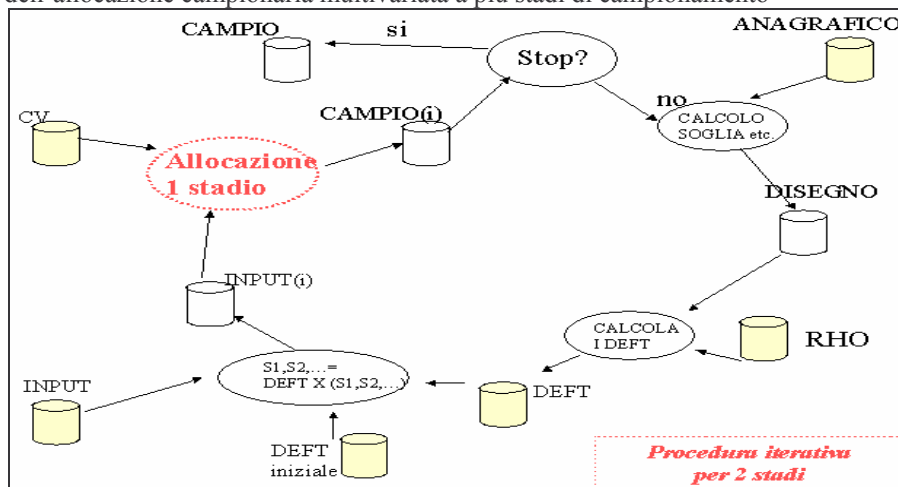 dell'allocazione campionaria multivariata a più stadi di campionamento
CAMPIO
si
Stop?
ANAGRAFICO
no
CALCOLO
SOGLIA etc.
CV
CAMPIO(i)
Allocazione
1 stadio
DISEGNO
INPUT(i)
CALCOLA
I DEFT
RHO
S1,S2,...=
DEFT X (S1,S2,...)
INPUT
DEFT
DEFT
iniziale
Procedura iterativa
per 2 stadi